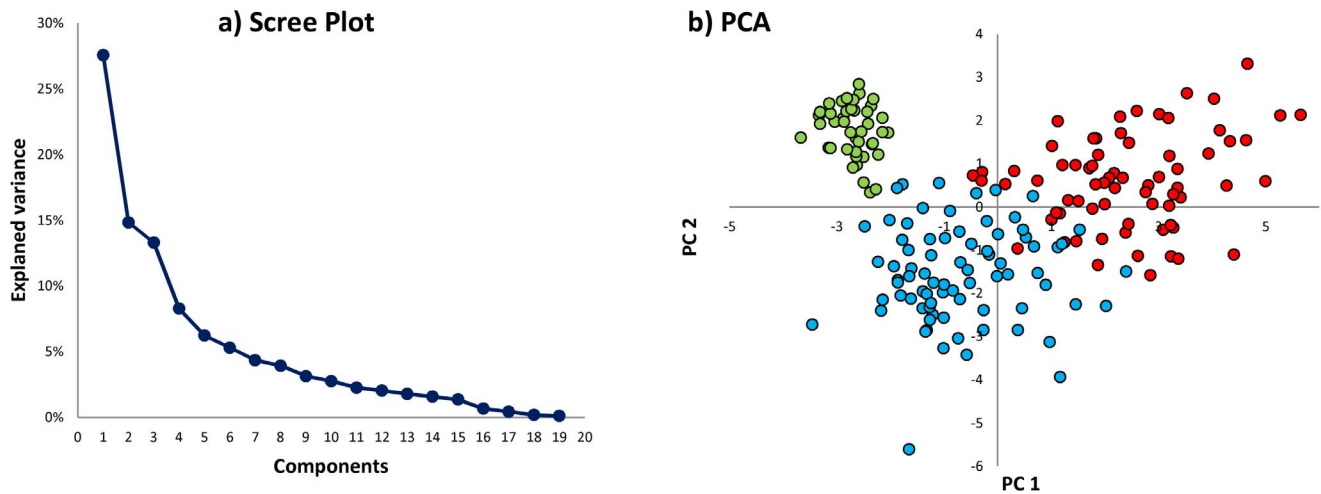 a) Scree Plot
30%
25%
20%
15%
10%
5%
0%
Explaned variance
0 1 2 3 4 5 6 7 8 9 10 11 12 13 14 15 16 17 18 19 20
Components
b) PCA
4
3
2
1
0
-1
-2
-3
-4
-5
-6
PC 2
-5 -3 -1 1 3 5
PC 1